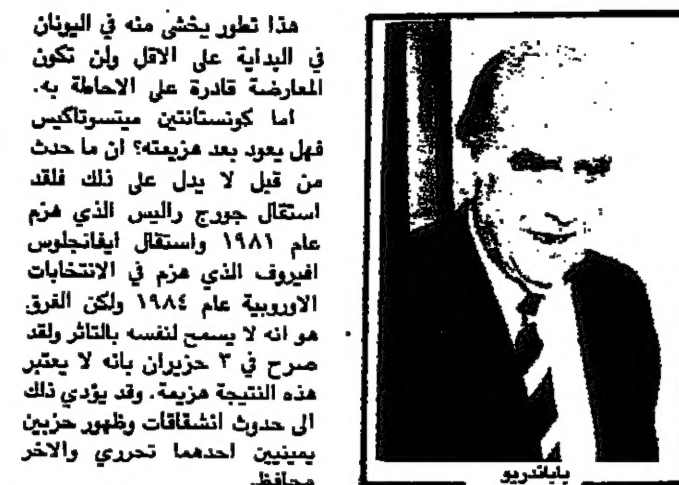 هذا تطور يخشى منه في اليونان
في البداية على الاقل ولن تكون
المعارضة قادرة على الاحاطة به.
اما كونستانتين ميتسوتاكيس
فهل يعود بعد هزيمته؟ ان ما حدث
من قبل لا يدل على ذلك فلقد
استقال جورج راليس الذي هزم
عام ١٩٨١ واستقال ايفانجلوس
افيروف الذي هزم في الانتخابات
الاوروبية عام ١٩٨٤ ولكن الفرق
هو انه لا يسمح لنفسه بالتاثر ولقد
صرح في ٣ حزيران بانه لا يعتبر
هذه النتيجة هزيمة. وقد يؤدي ذلك
الى حدوث انشقاقات وظهور حزبين
يمينيين احدهما تحرري والاخر
محافظ.
باباندريو